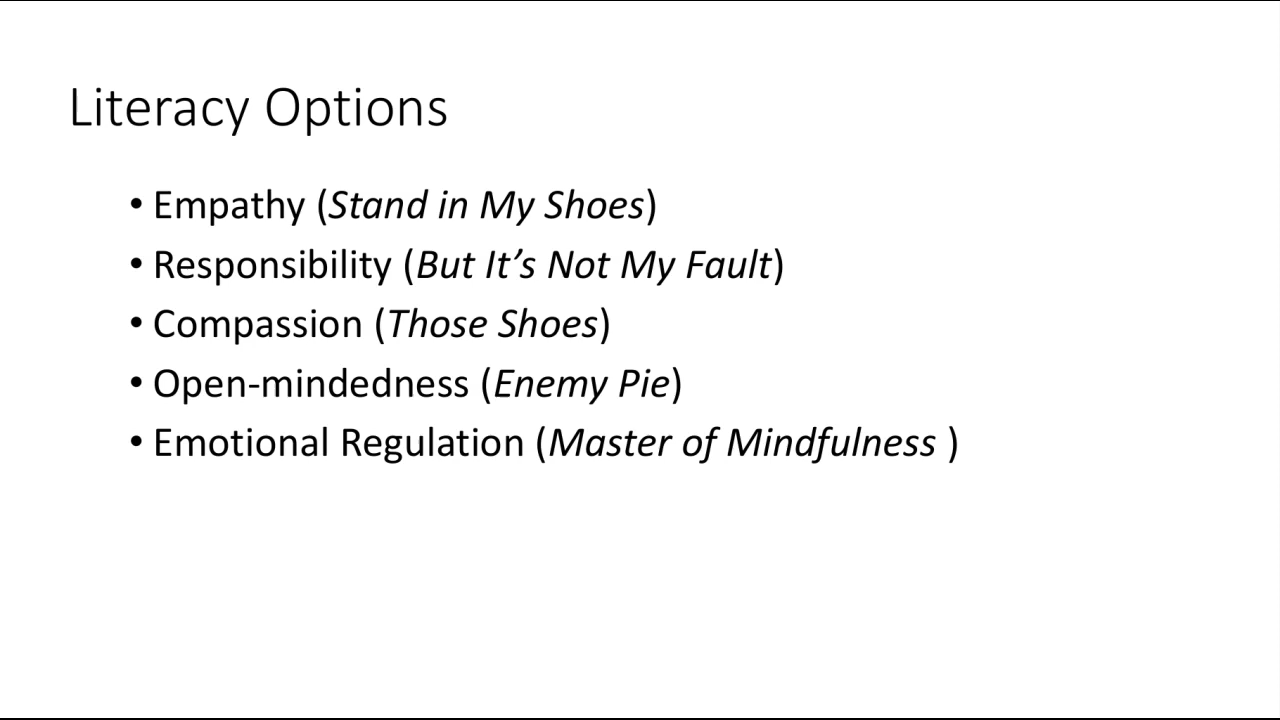 Literacy Options
• Empathy (Stand in My Shoes)
• Responsibility (But It’s Not My Fault)
• Compassion (Those Shoes)
• Open-mindedness (Enemy Pie)
• Emotional Regulation (Master of Mindfulness )